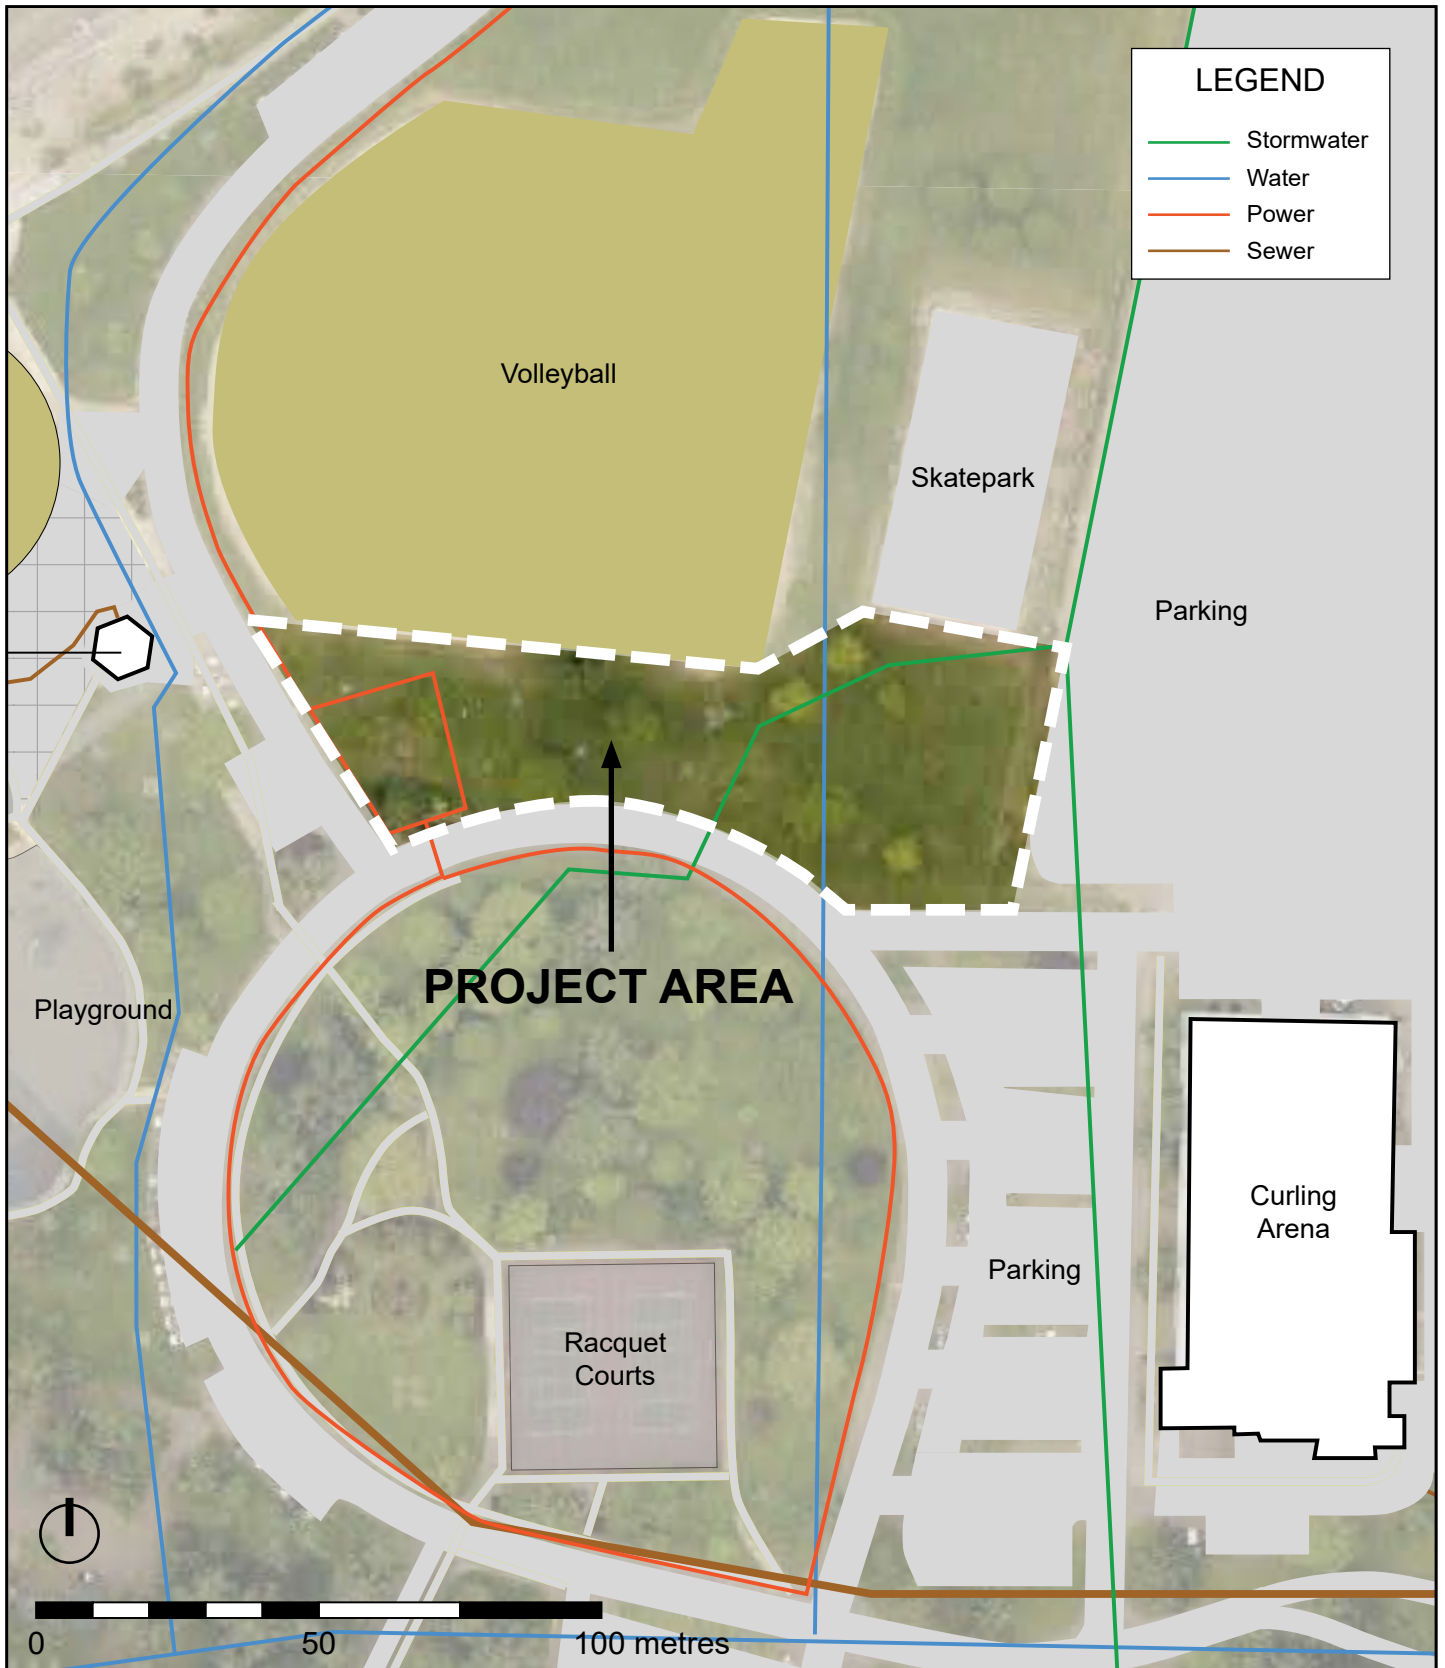 LEGEND
Stormwater
Water
Power
Sewer
Volleyball
Skatepark
Parking
PROJECT AREA
Playground
Curling
Arena
Parking
Racquet
Courts
0 50 100 metres